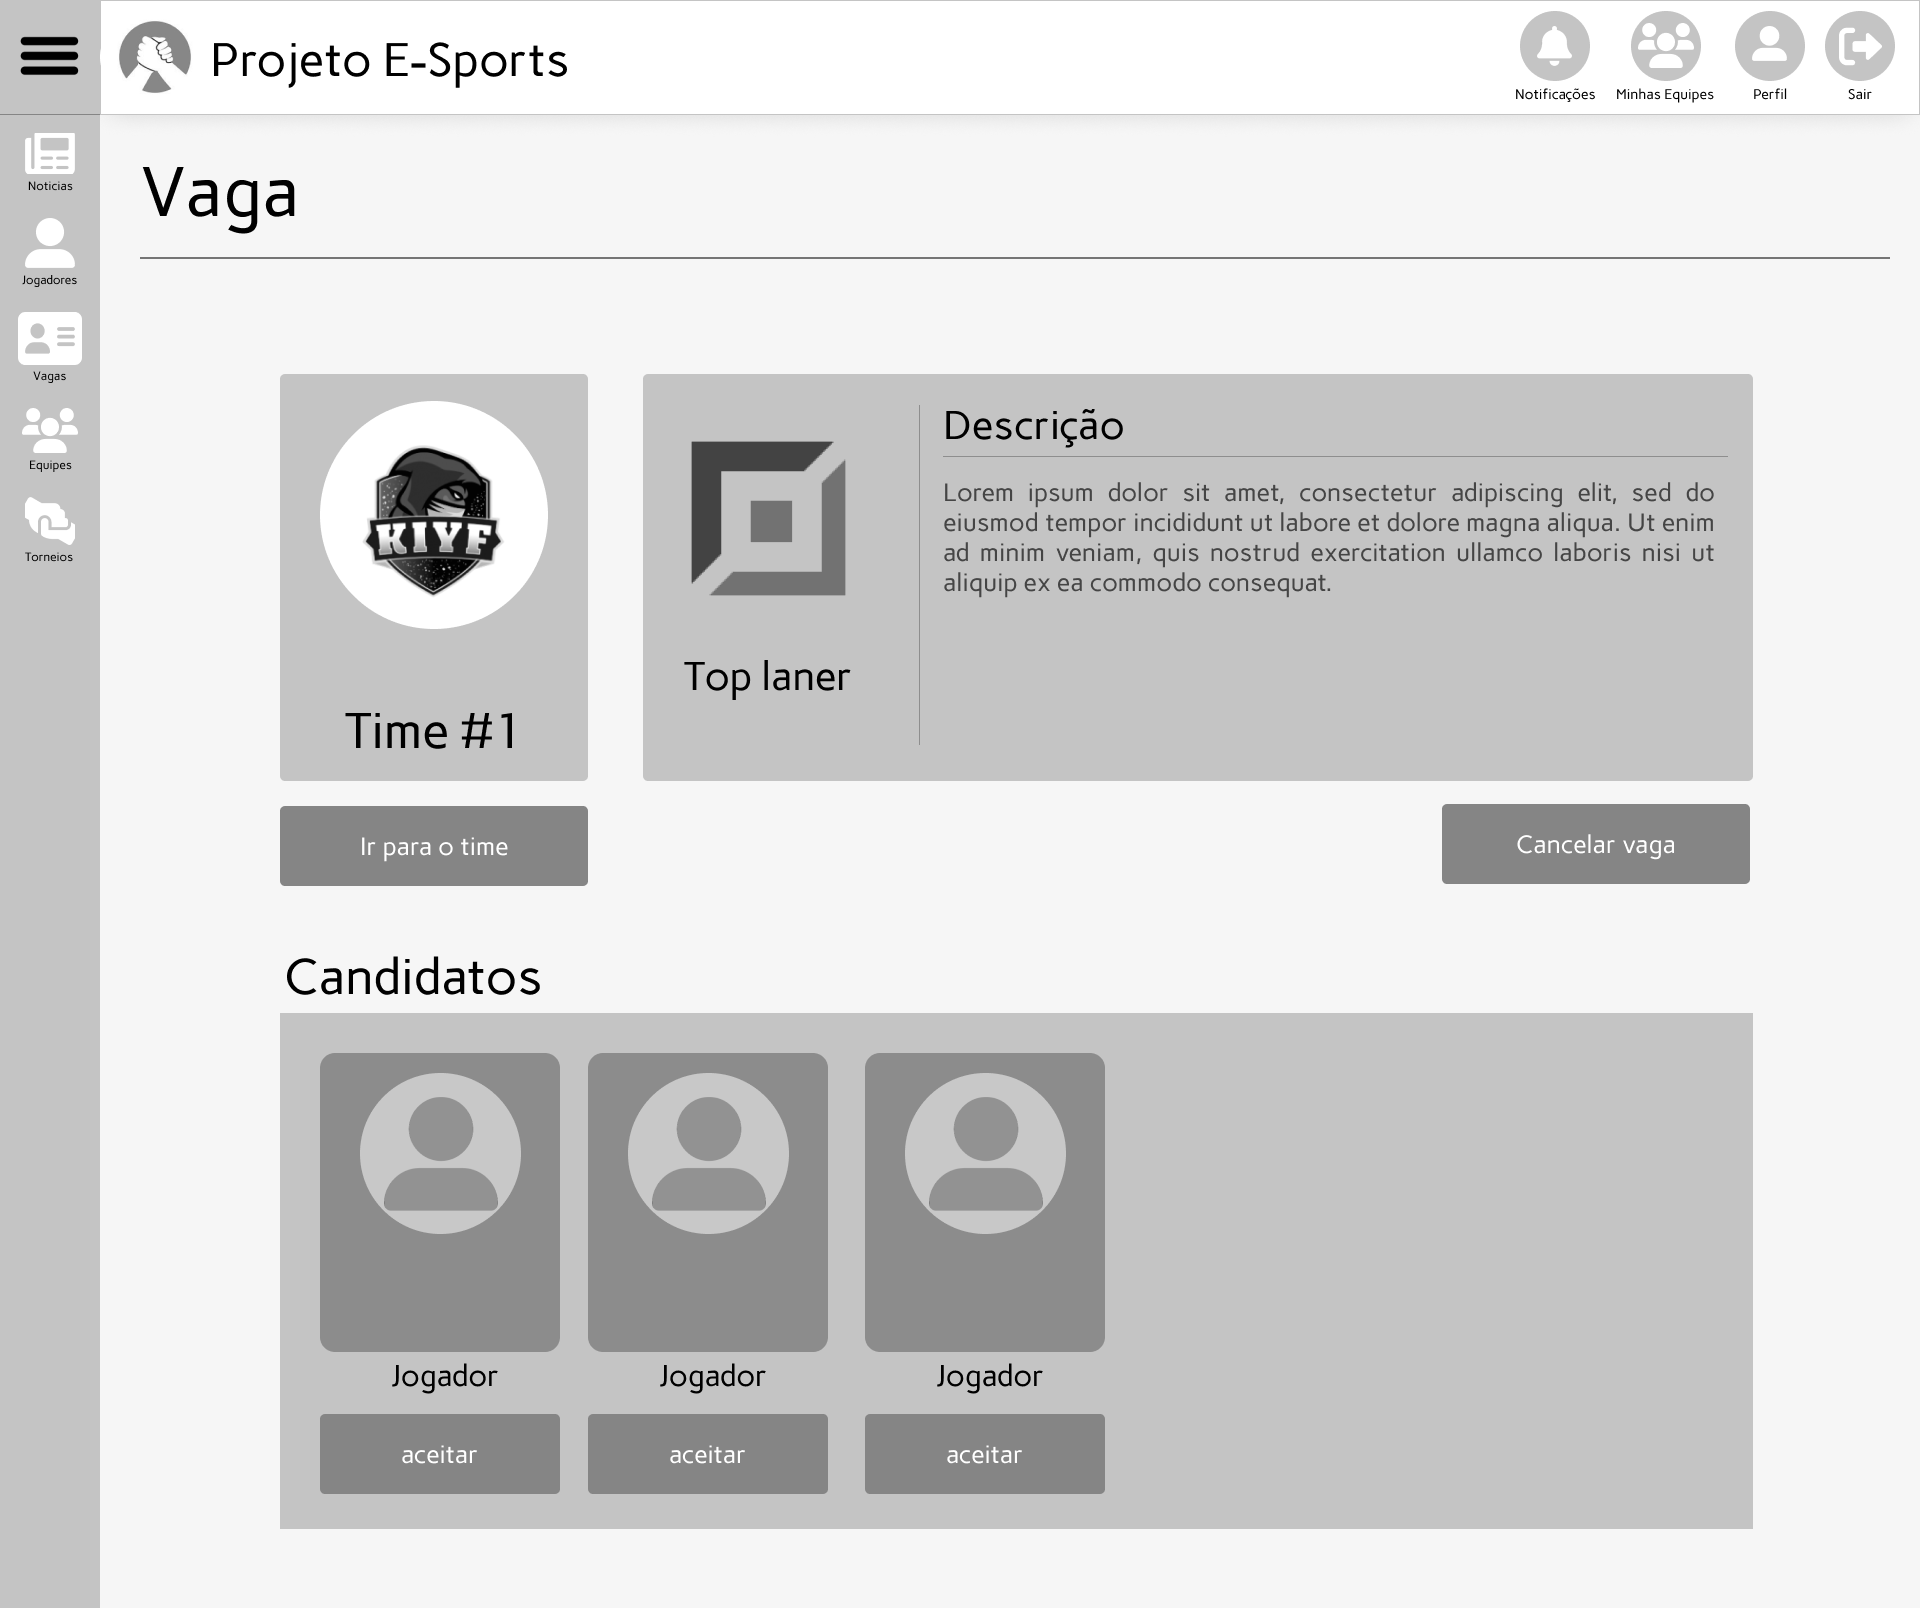 Projeto E-Sports
Notificações
Minhas Equipes
Perfil
Sair
Noticias
Jogadores
Vagas
Equipes
Torneios
Vaga
KIYF
Time #1
Top laner
Descrição
Lorem ipsum dolor sit amet, consectetur adipiscing elit, sed do
eiusmod tempor incididunt ut labore et dolore magna aliqua. Ut enim
ad minim veniam, quis nostrud exercitation ullamco laboris nisi ut
aliquip ex ea commodo consequat.
Ir para o time
Cancelar vaga
Candidatos
Jogador
Jogador
Jogador
aceitar
aceitar
aceitar